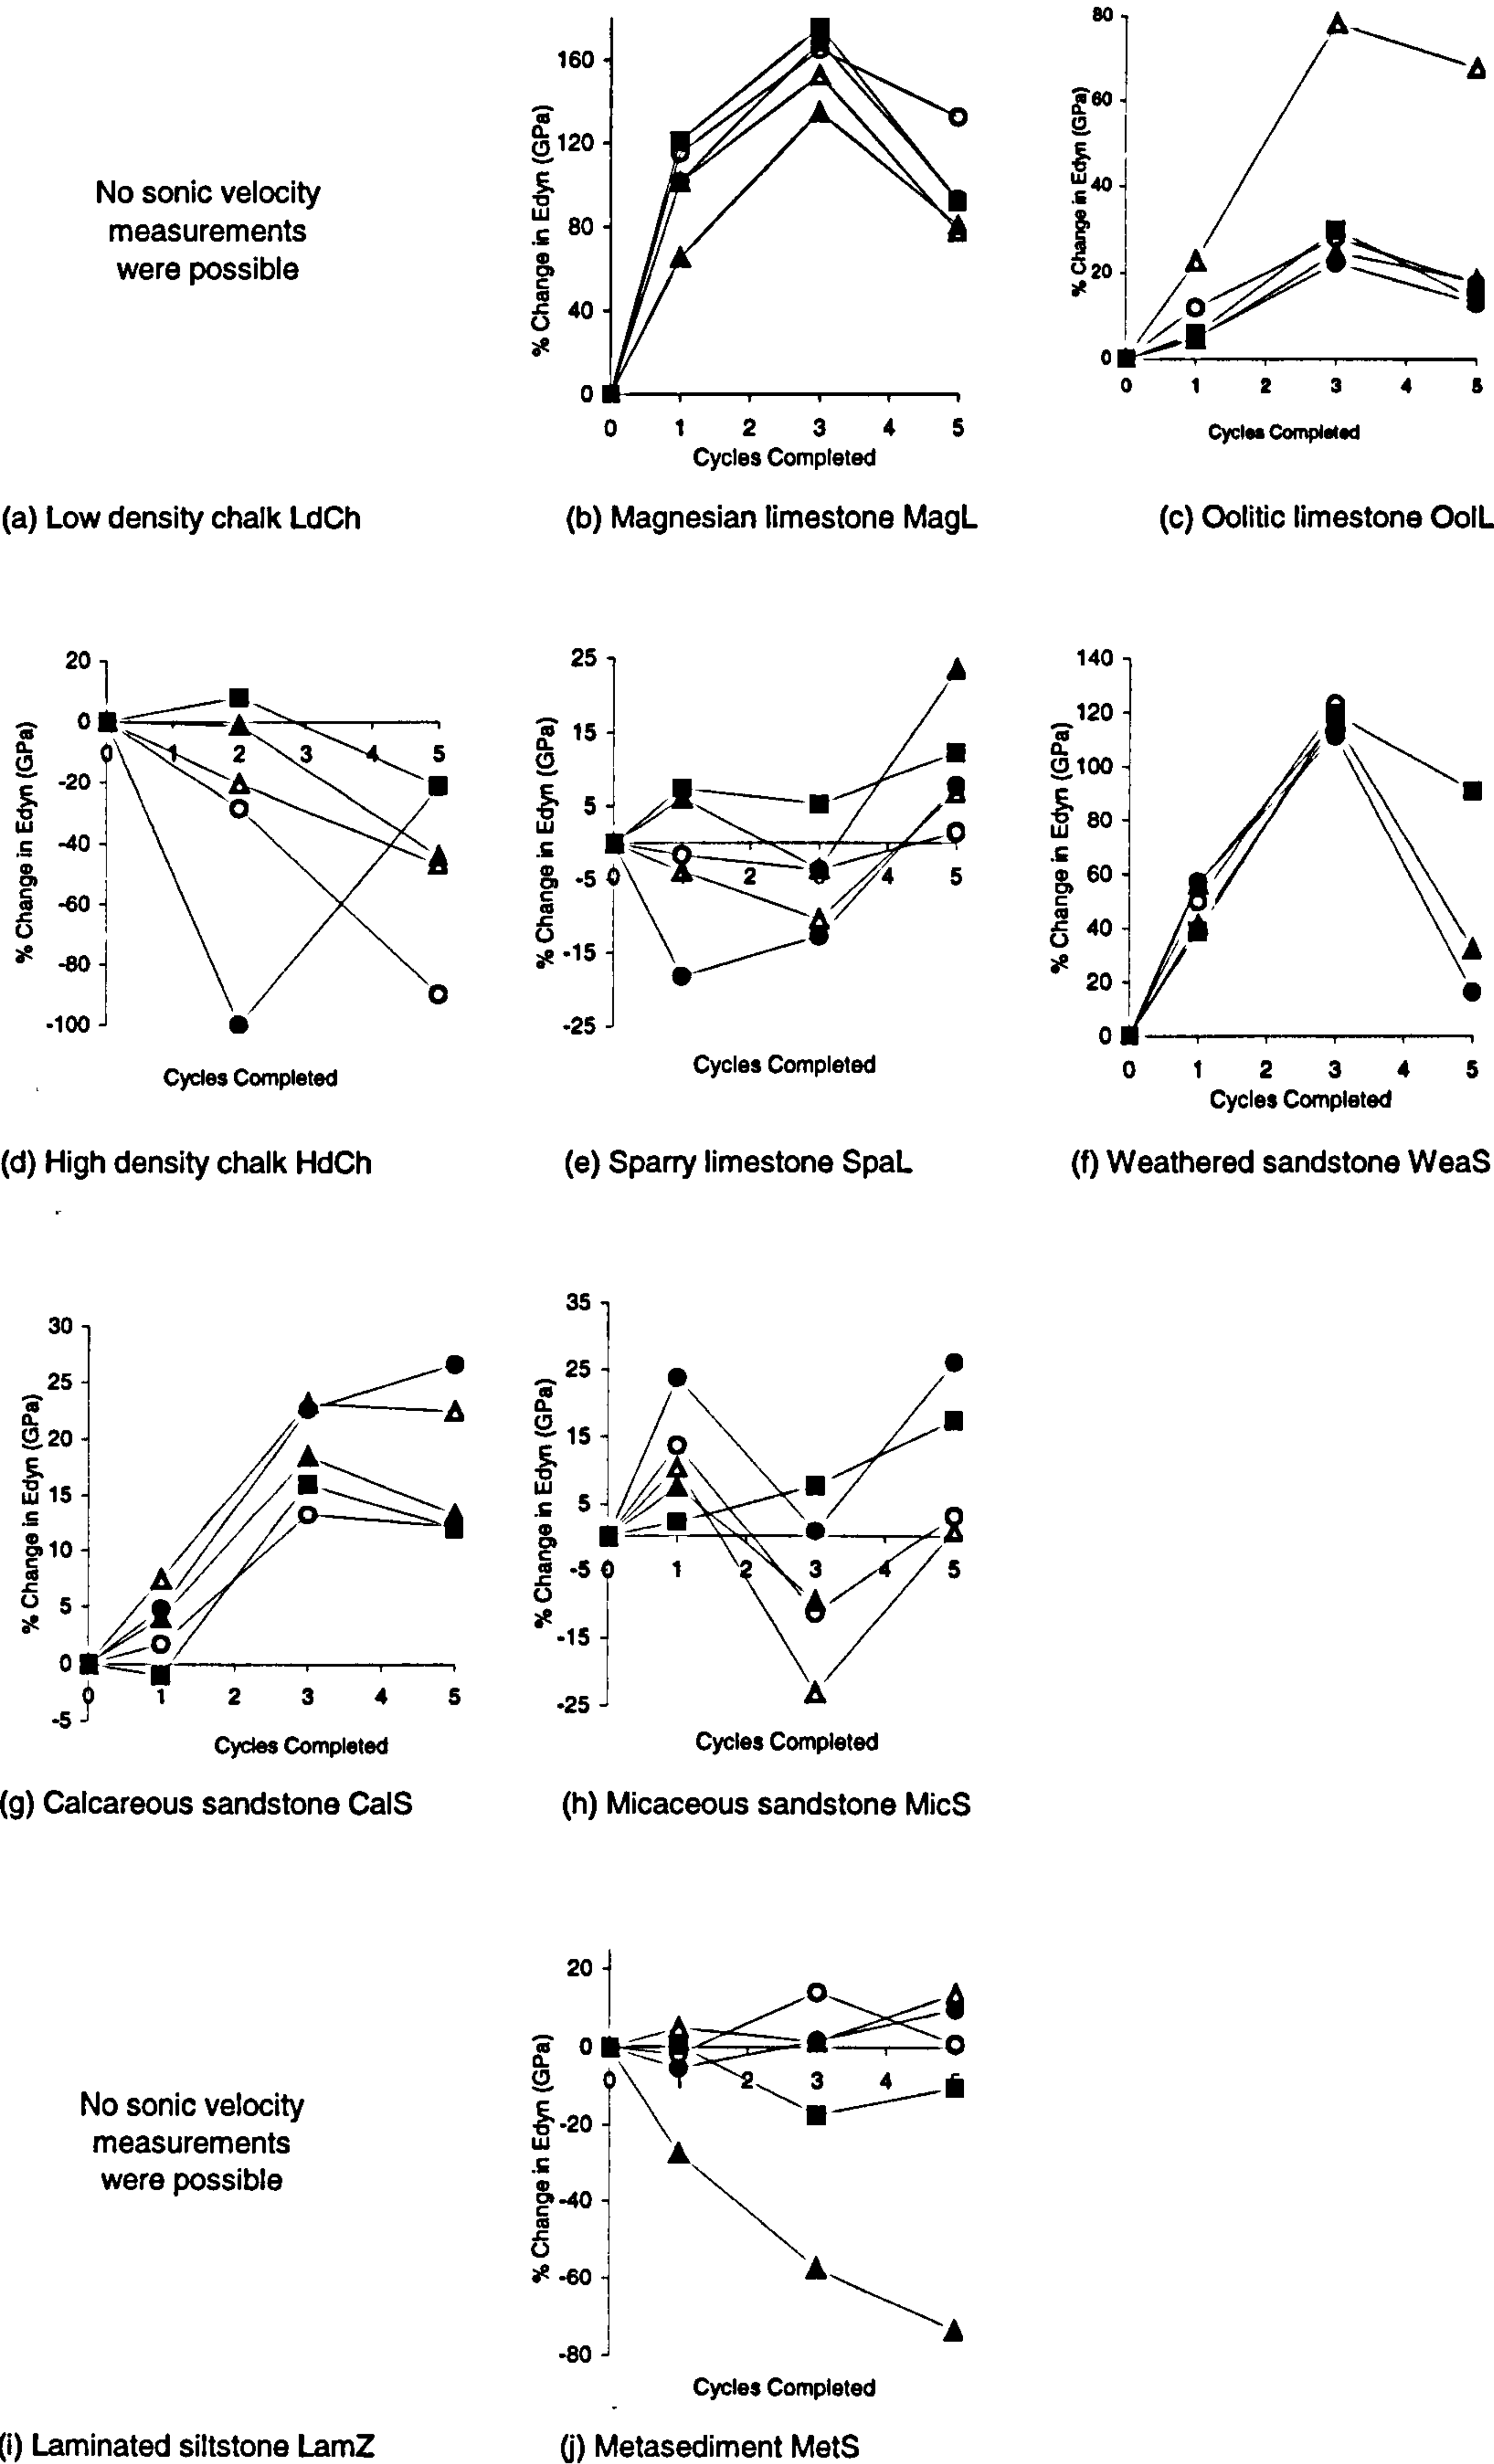 No sonic velocity
measurements
were possible
% Change in Edyn (GPa)
160
120
80
40
0
0 1 2 3 4 5
Cycles Completed
% Change in Edyn (GPa)
80
60
40
20
0
0 1 2 3 4 5
Cycles Completed
(a) Low density chalk LdCh
(b) Magnesian limestone MagL
(c) Oolitic limestone OolL
% Change in Edyn (GPa)
20
0
-20
-40
-60
-80
-100
0 1 2 3 4 5
Cycles Completed
% Change in Edyn (GPa)
25
15
5
-5
-15
-25
0 2 4 5
Cycles Completed
% Change in Edyn (GPa)
140
120
100
80
60
40
20
0
0 1 2 3 4 5
Cycles Completed
(d) High density chalk HdCh
(e) Sparry limestone SpaL
(f) Weathered sandstone WeaS
% Change in Edyn (GPa)
30
25
20
15
10
5
0
-5
0 1 2 3 4 5
Cycles Completed
% Change in Edyn (GPa)
35
25
15
5
-5
-15
-25
0 1 2 3 4 5
Cycles Completed
(g) Calcareous sandstone CalS
(h) Micaceous sandstone MicS
No sonic velocity
measurements
were possible
% Change in Edyn (GPa)
20
0
-20
-40
-60
-80
0 1 2 3 4
Cycles Completed
(i) Laminated siltstone LamZ
(j) Metasediment MetS